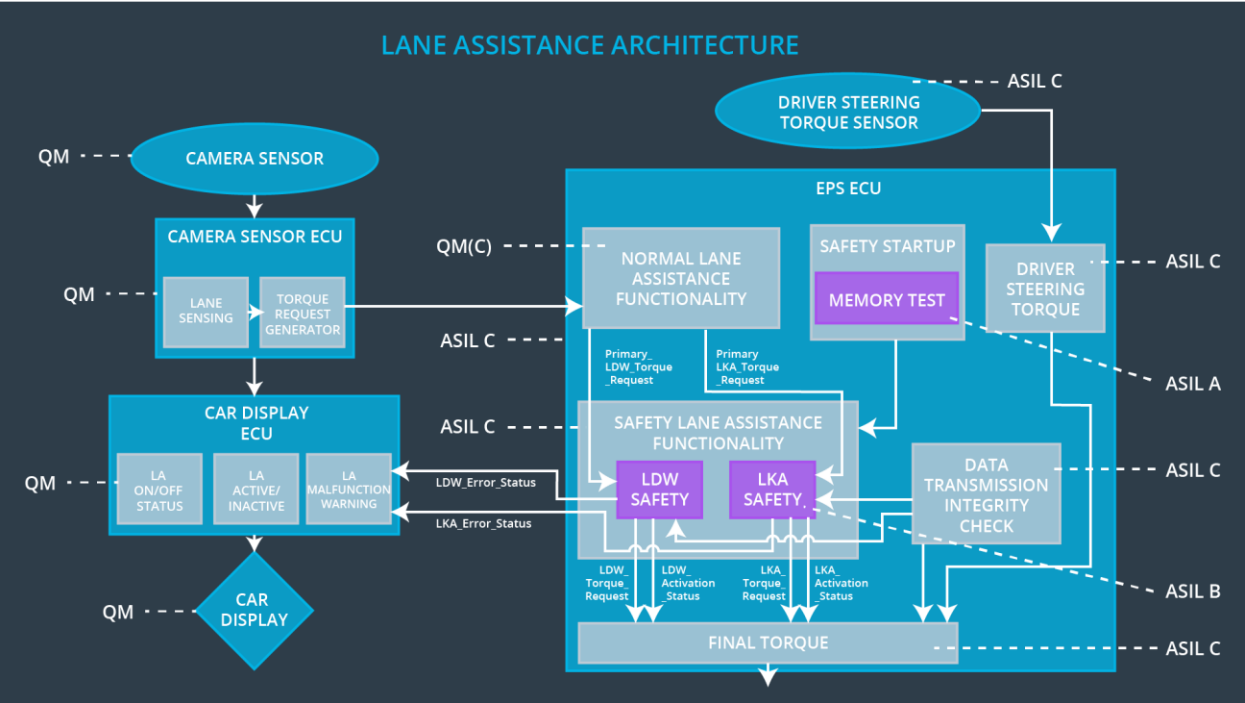 LANE ASSISTANCE ARCHITECTURE
ASIL C
DRIVER STEERING
TORQUE SENSOR
QM
CAMERA SENSOR
EPS ECU
CAMERA SENSOR ECU
QM
LANE
SENSING
TORQUE
REQUEST
GENERATOR
QM(C)
NORMAL LANE
ASSISTANCE
FUNCTIONALITY
SAFETY STARTUP
MEMORY TEST
DRIVER
STEERING
TORQUE
ASIL C
ASIL C
Primary_
LDW_Torque
_Request
Primary
LKA_Torque
_Request
ASIL A
CAR DISPLAY
ECU
QM
LA
ON/OFF
STATUS
LA
ACTIVE/
INACTIVE
LA
MALFUNCTION
WARNING
ASIL C
SAFETY LANE ASSISTANCE
FUNCTIONALITY
LDW
SAFETY
LKA
SAFETY
DATA
TRANSMISSION
INTEGRITY
CHECK
ASIL C
LDW_Error_Status
LKA_Error_Status
LDW_
Torque_
Request
LDW_
Activation
_Status
LKA_
Torque_
Request
LKA_
Activation
_Status
ASIL B
QM
CAR
DISPLAY
FINAL TORQUE
ASIL C